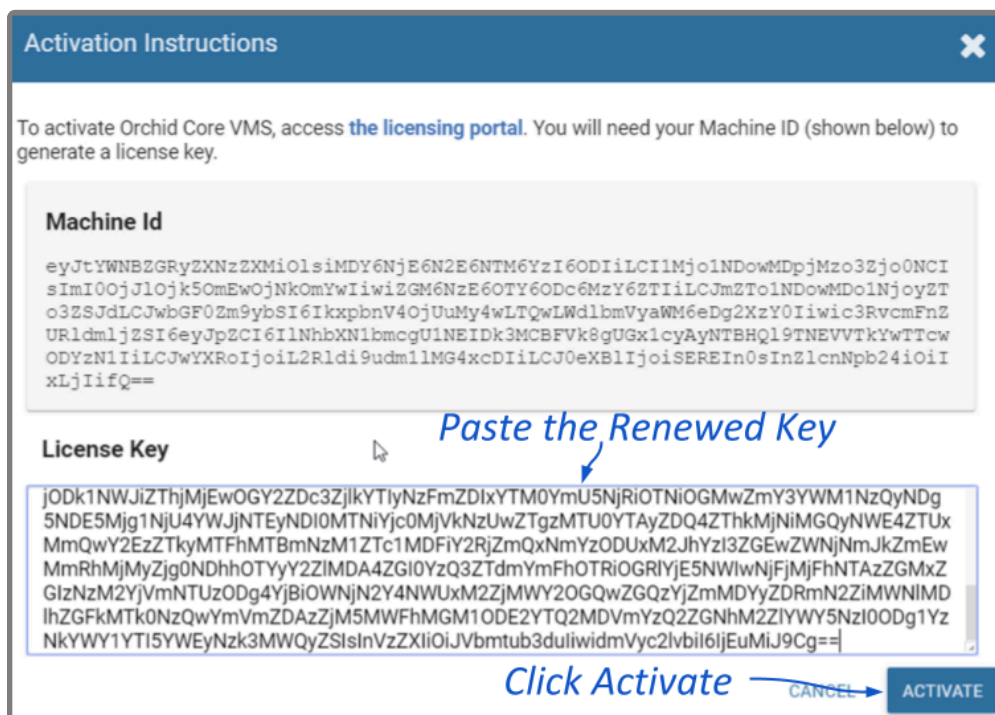 Activation Instructions
To activate Orchid Core VMS, access the licensing portal. You will need your Machine ID (shown below) to
generate a license key.
Machine Id
eyJtYWNBZGRyZXNzZXMiOlsiMDY6NjE6N2E6NTM6YzI6ODIiLCI1Mjo1NDowMDpjMzo3Zjo0NCI
sImI0OjJlOjk5OmEwOjNkOmYwIiwiZGM6NzE6OTY6ODc6MzY6ZTIiLCJmZTo1NDowMDo1NjoyZT
o3ZSJdLCJwbGF0Zm9ybSI6IkxpbnV4OjUuMy4wLTQwLWdlbmVyaWM6eDg2XzY0Iiwic3RvcmFnZ
URldmljZSI6eyJpZCI6IlNhbXN1bmcgU1NEIDk3MCBFVk8gUGx1cyAyNTBHQl9TNEVVTkYwTTcw
ODYzN1IiLCJwYXRoIjoiL2Rldi9udm1lMG4xcDIiLCJ0eXBlIjoiSEREIn0sInZlcnNpb24iOiI
xLjIifQ==
Paste the Renewed Key
License Key
jODk1NWJiZThjMjEwOGY2ZDc3ZjlkYTIyNzFmZDIxYTM0YmU5NjRiOTNiOGMwZmY3YWM1NzQyNDg
5NDE5Mjg1NjU4YWJjNTEyNDI0MTNiYjc0MjVkNzUwZTgzMTU0YTAyZDQ4ZThkMjNiMGQyNWE4ZTUx
MmQwY2EzZTkyMTFhMTBmNzM1ZTc1MDFiY2RjZmQxNmYzODUxM2JhYzI3ZGEwZWNjNmJkZmEw
MmRhMjMyZjg0NDhhOTYyY2ZlMDA4ZGI0YzQ3ZTdmYmFhOTRiOGRlYjE5NWIwNjFjMjFhNTAzZGMxZ
GIzNzM2YjVmNTUzODg4YjBiOWNjN2Y4NWUxM2ZjMWY2OGQwZGQzYjZmMDYyZDRmN2ZiMWNlMD
lhZGFkMTk0NzQwYmVmZDAzZjM5MWFhMGM1ODE2YTQ2MDVmYzQ2ZGNhM2ZlYWY5NzI0ODg1Yz
NkYWY1YTI5YWEyNzk3MWQyZSIsInVzZXIiOiJVbmtub3duIiwidmVyc2lvbiI6IjEuMiJ9Cg==
Click Activate
CANCEL
ACTIVATE